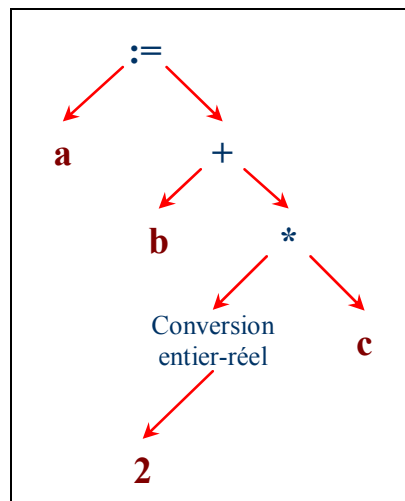 :=
a
+
b
*
Conversion
entier-réel
c
2